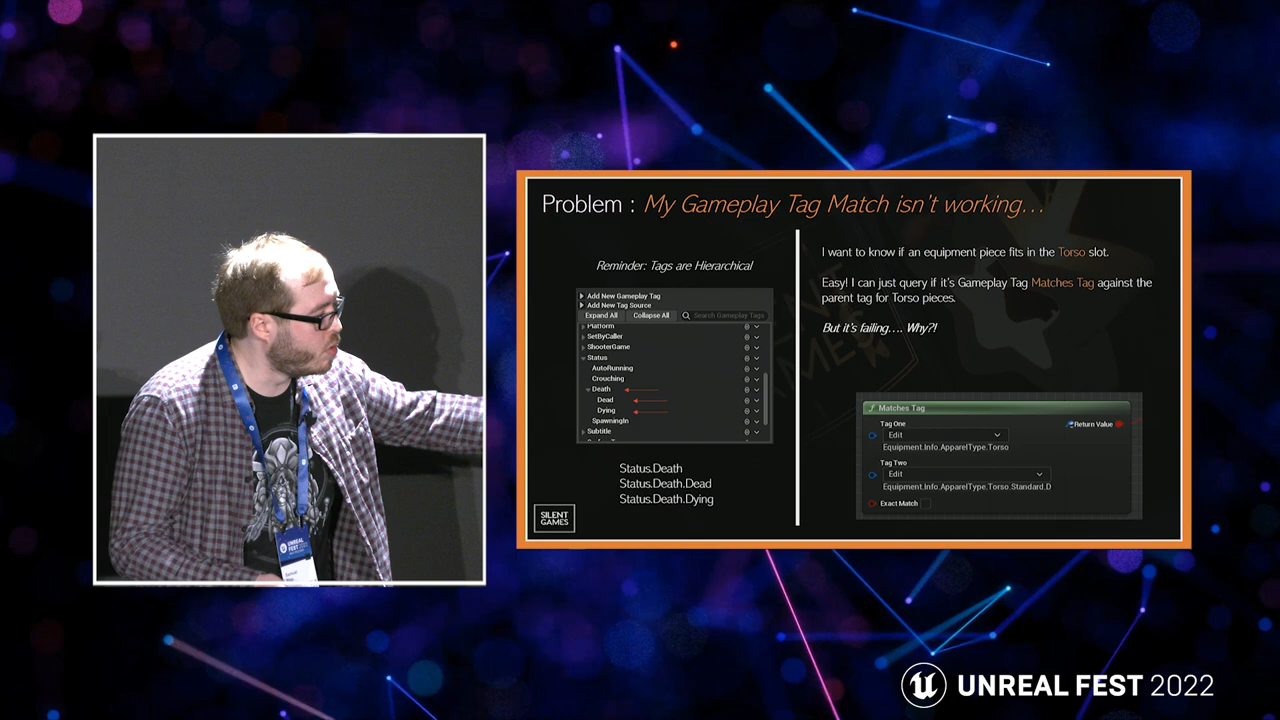 Problem : My Gameplay Tag Match isn't working...
Reminder: Tags are Hierarchical
Add New Gameplay Tag
Add New Tag Source
Expand All Collapse All Search Gameplay Tags
Platform
SetByCaller
ShooterGame
Status
AutoRunning
Crouching
Death
Dead
Dying
SpawningIn
Subtitle
Status.Death
Status.Death.Dead
Status.Death.Dying
SILENT
GAMES
I want to know if an equipment piece fits in the Torso slot.
Easy! I can just query if it's Gameplay Tag Matches Tag against the
parent tag for Torso pieces.
But it's failing.... Why?!
f Matches Tag
Tag One
Return Value
Edit
Equipment.Info.ApparelType.Torso
Tag Two
Edit
Equipment.Info.ApparelType.Torso.Standard.D
Exact Match
UNREAL
FEST
UNREAL FEST 2022